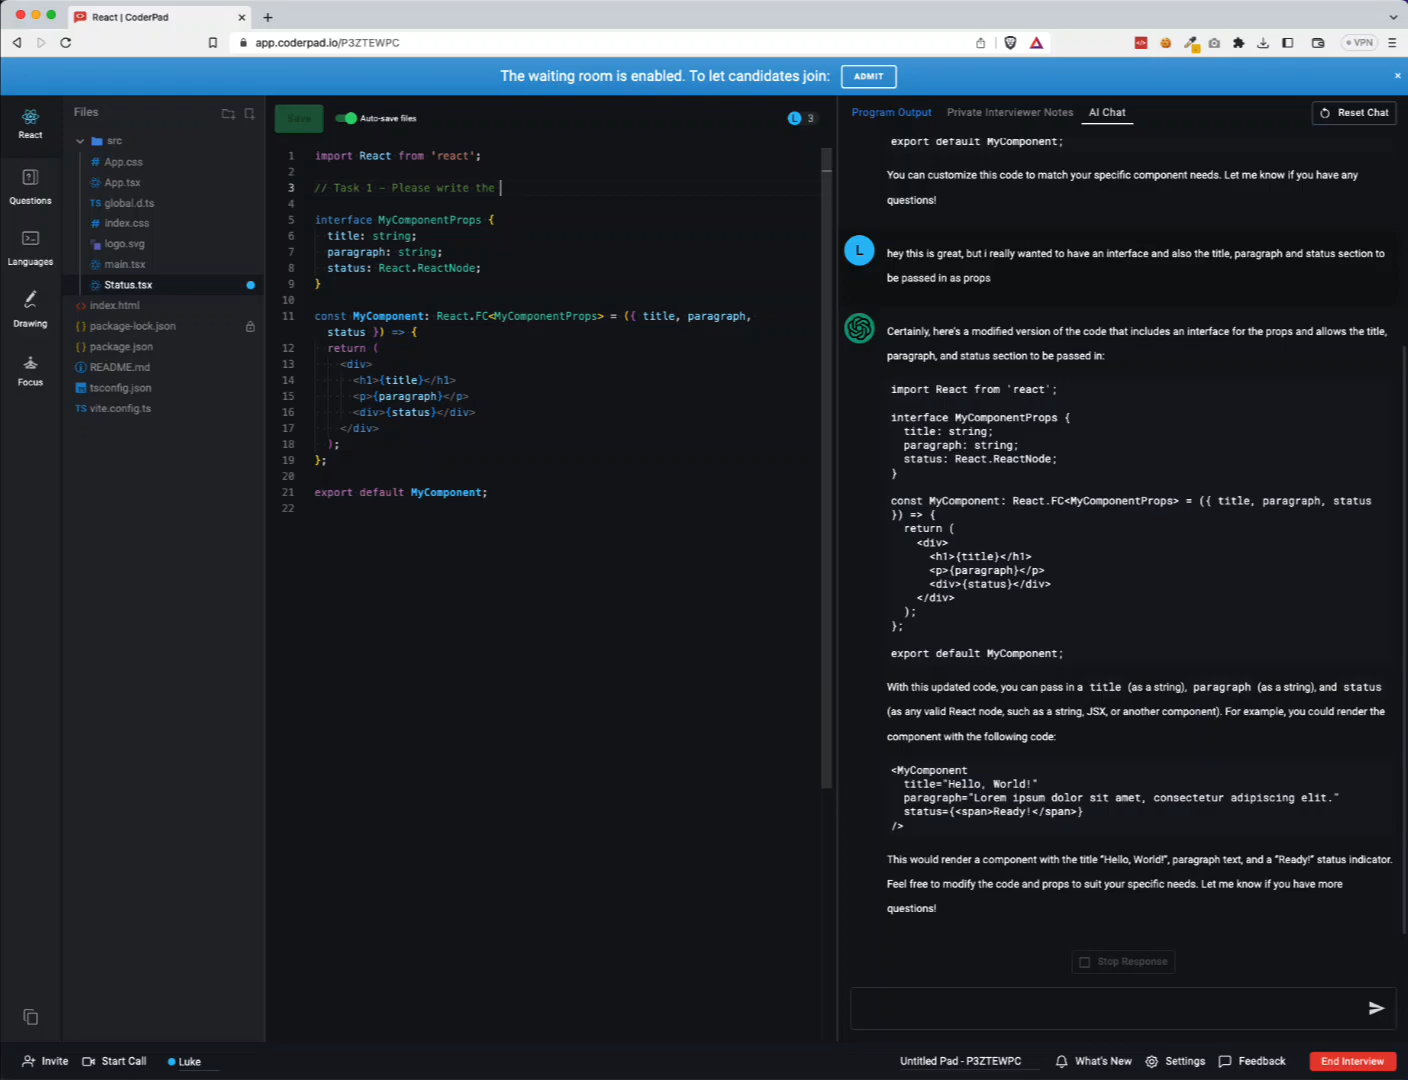 React | CoderPad
app.coderpad.io/P3ZTEWPC
VPN
The waiting room is enabled. To let candidates join:
ADMIT
React
Questions
Languages
Drawing
Focus
Files
src
App.css
App.tsx
TS global.d.ts
index.css
logo.svg
main.tsx
Status.tsx
index.html
package-lock.json
package.json
README.md
tsconfig.json
TS vite.config.ts
Save
Auto-save files
L 3
1 import React from 'react';
2
3 // Task 1 - Please write the
4
5 interface MyComponentProps {
6 title: string;
7 paragraph: string;
8 status: React.ReactNode;
9 }
10
11 const MyComponent: React.FC<MyComponentProps> = ({ title, paragraph,
status }) => {
12 return (
13 <div>
14 <h1>{title}</h1>
15 <p>{paragraph}</p>
16 <div>{status}</div>
17 </div>
18 );
19 };
20
21 export default MyComponent;
22
Program Output
Private Interviewer Notes
AI Chat
Reset Chat
export default MyComponent;
You can customize this code to match your specific component needs. Let me know if you have any
questions!
L
hey this is great, but i really wanted to have an interface and also the title, paragraph and status section to
be passed in as props
Certainly, here's a modified version of the code that includes an interface for the props and allows the title,
paragraph, and status section to be passed in:
import React from 'react';
interface MyComponentProps {
title: string;
paragraph: string;
status: React.ReactNode;
}
const MyComponent: React.FC<MyComponentProps> = ({ title, paragraph, status
}) => {
return (
<div>
<h1>{title}</h1>
<p>{paragraph}</p>
<div>{status}</div>
</div>
);
};
export default MyComponent;
With this updated code, you can pass in a title (as a string), paragraph (as a string), and status
(as any valid React node, such as a string, JSX, or another component). For example, you could render the
component with the following code:
<MyComponent
title="Hello, World!"
paragraph="Lorem ipsum dolor sit amet, consectetur adipiscing elit."
status={<span>Ready!</span>}
/>
This would render a component with the title "Hello, World!", paragraph text, and a "Ready!" status indicator.
Feel free to modify the code and props to suit your specific needs. Let me know if you have more
questions!
Stop Response
Invite
Start Call
Luke
Untitled Pad - P3ZTEWPC
What's New
Settings
Feedback
End Interview